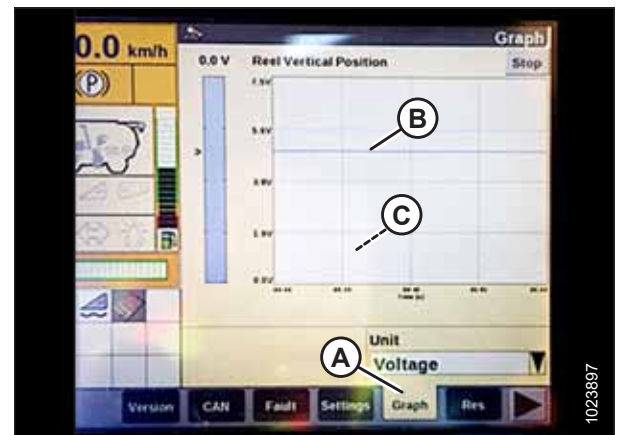 0.0 km/h
Graph
0.0 V
Reel Vertical Position
Stop
(P)
B
C
Unit
A
Voltage
Version
CAN
Fault
Settings
Graph
Res
1023897